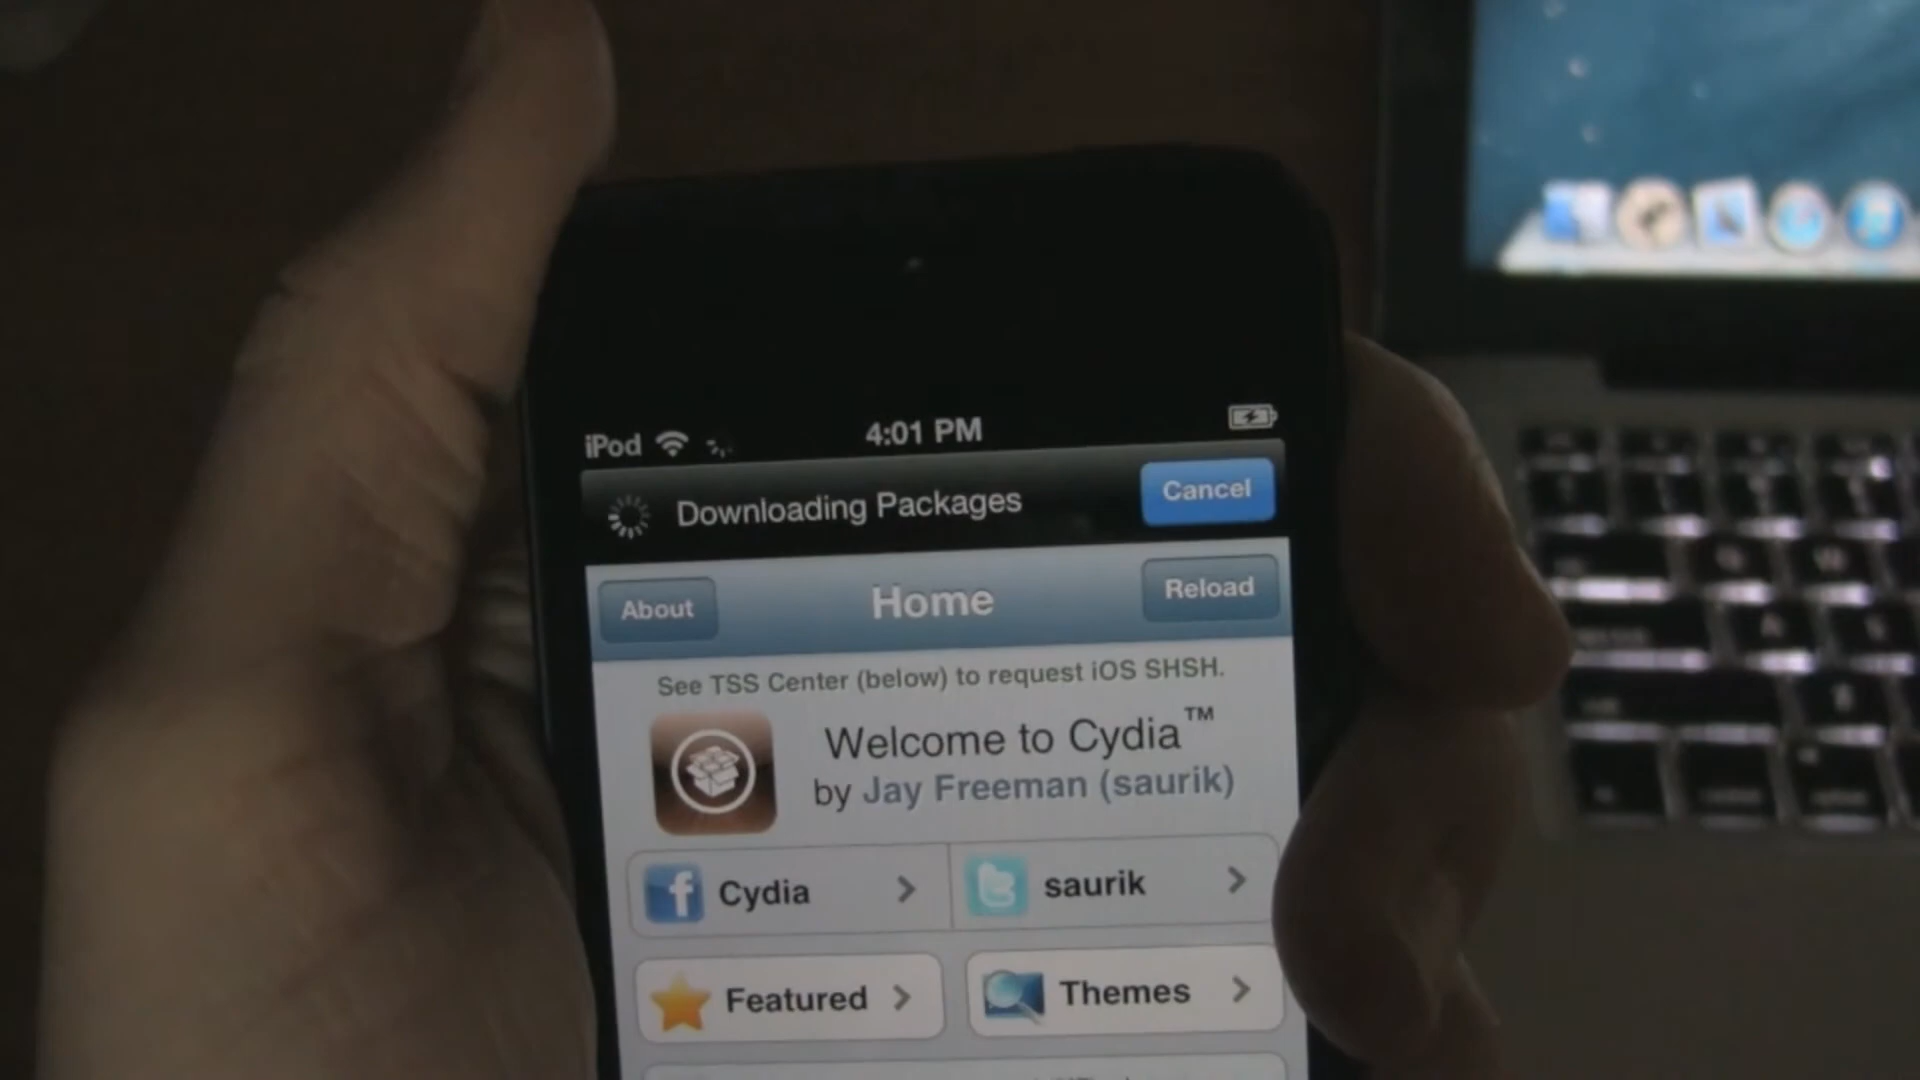 iPod 4:01 PM
Downloading Packages Cancel
About Home Reload
See TSS Center (below) to request iOS SHSH.
Welcome to Cydia™
by Jay Freeman (saurik)
Cydia saurik
Featured Themes